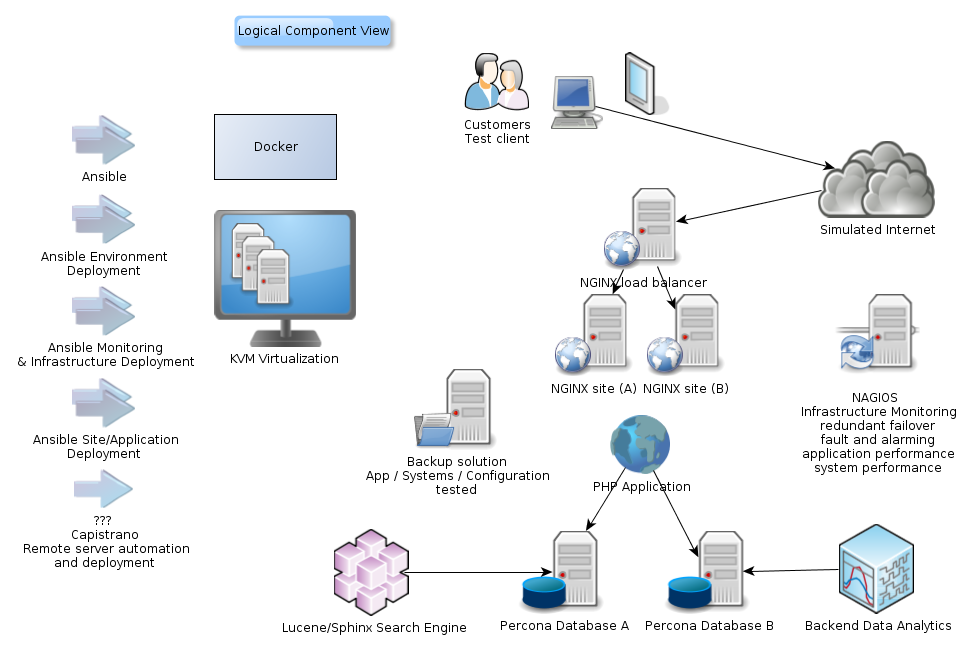 Logical Component View
Customers
Test client
Docker
Ansible
Simulated Internet
Ansible Environment
Deployment
NGINX load balancer
Ansible Monitoring
& Infrastructure Deployment
KVM Virtualization
NGINX site (A)
NGINX site (B)
NAGIOS
Infrastructure Monitoring
redundant failover
fault and alarming
application performance
system performance
Ansible Site/Application
Deployment
Backup solution
App / Systems / Configuration
tested
PHP Application
???
Capistrano
Remote server automation
and deployment
Lucene/Sphinx Search Engine
Percona Database A
Percona Database B
Backend Data Analytics